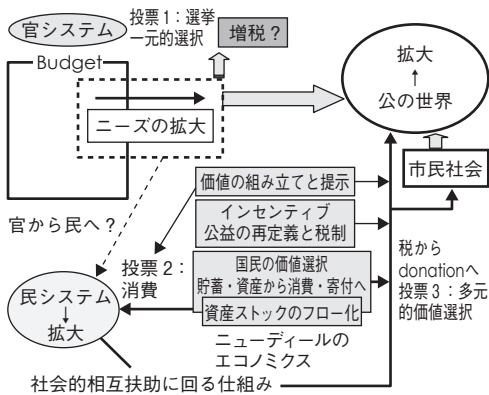 官システム
投票1：選挙
一元的選択
増税？
Budget
ニーズの拡大
拡大
↑
公の世界
市民社会
価値の組み立てと提示
官から民へ？
インセンティブ
公益の再定義と税制
投票2：
消費
国民の価値選択
貯蓄・資産から消費・寄付へ
資産ストックのフロー化
税から
donationへ
投票3：多元
的価値選択
民システム
↓
拡大
ニューディールの
エコノミクス
社会的相互扶助に回る仕組み